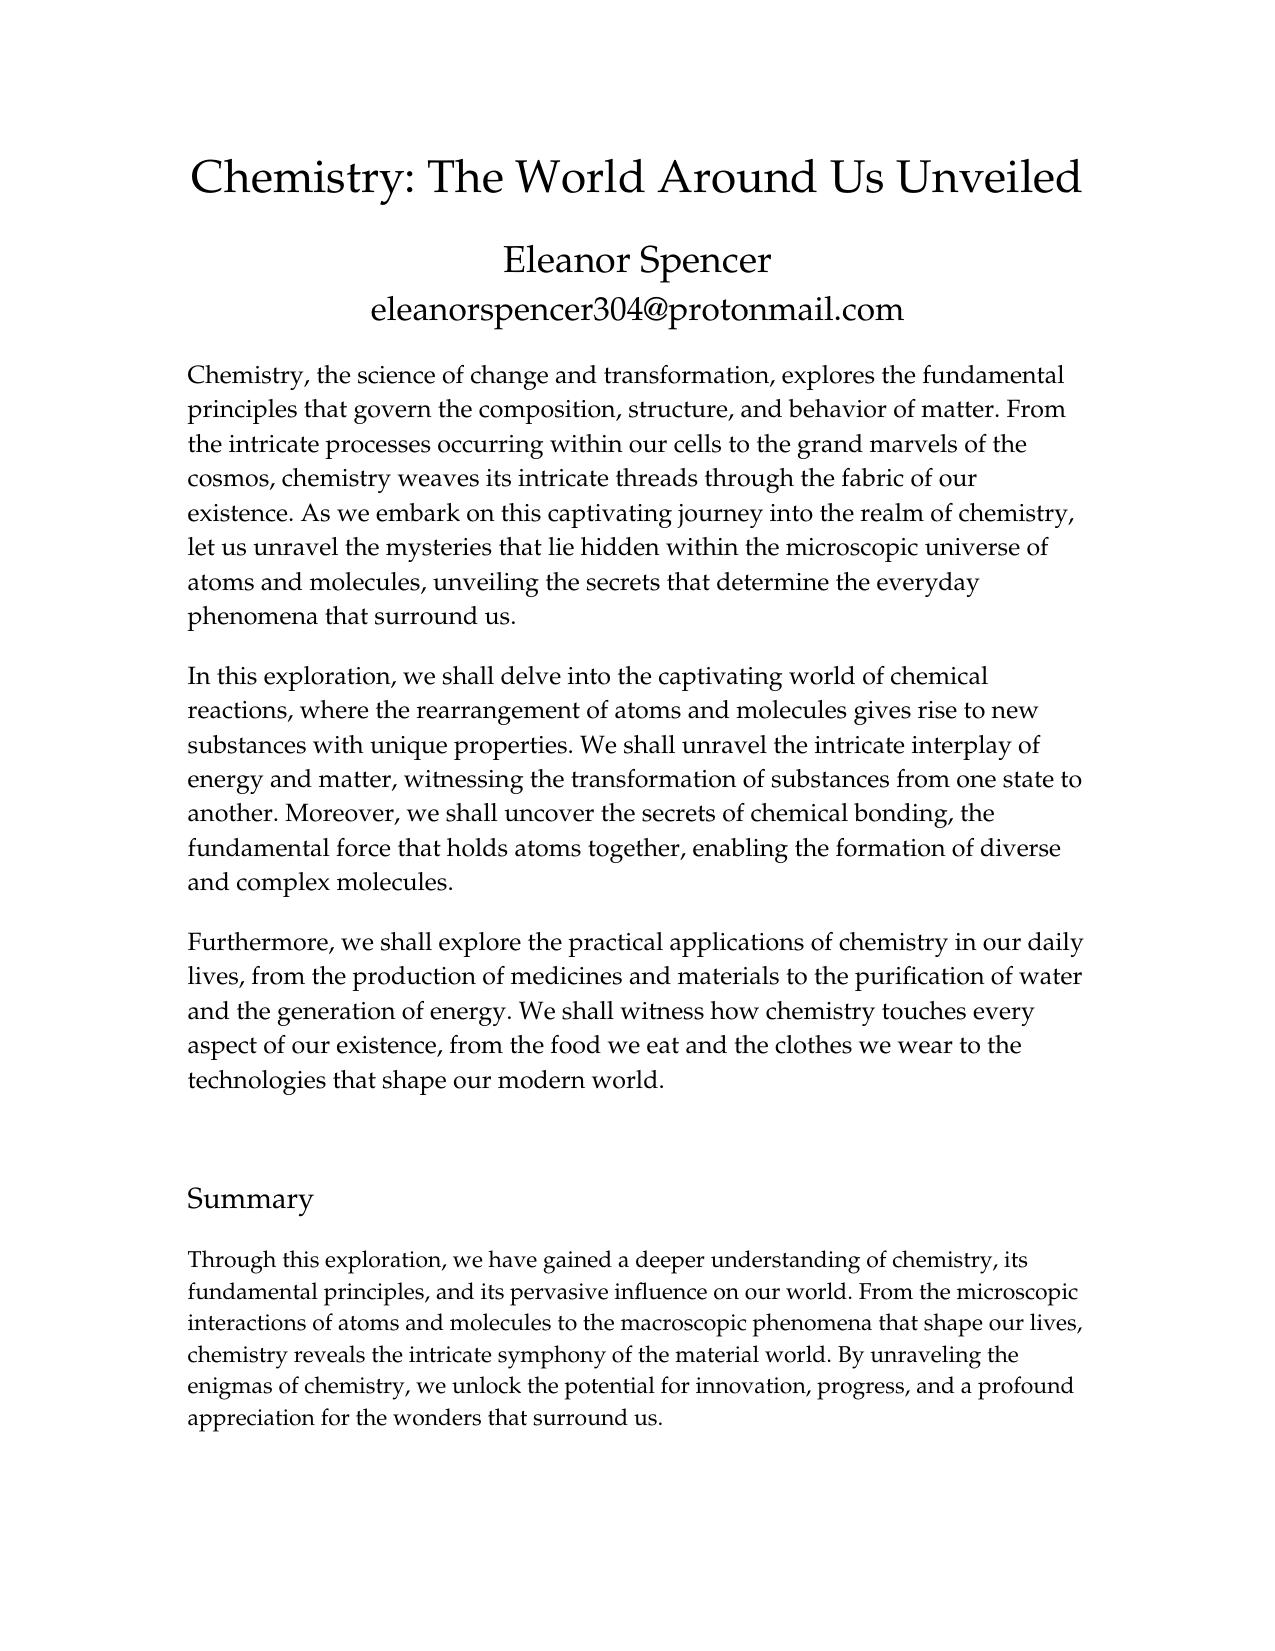 Chemistry: The World Around Us Unveiled
Eleanor Spencer
eleanorspencer304@protonmail.com
Chemistry, the science of change and transformation, explores the fundamental
principles that govern the composition, structure, and behavior of matter. From
the intricate processes occurring within our cells to the grand marvels of the
cosmos, chemistry weaves its intricate threads through the fabric of our
existence. As we embark on this captivating journey into the realm of chemistry,
let us unravel the mysteries that lie hidden within the microscopic universe of
atoms and molecules, unveiling the secrets that determine the everyday
phenomena that surround us.
In this exploration, we shall delve into the captivating world of chemical
reactions, where the rearrangement of atoms and molecules gives rise to new
substances with unique properties. We shall unravel the intricate interplay of
energy and matter, witnessing the transformation of substances from one state to
another. Moreover, we shall uncover the secrets of chemical bonding, the
fundamental force that holds atoms together, enabling the formation of diverse
and complex molecules.
Furthermore, we shall explore the practical applications of chemistry in our daily
lives, from the production of medicines and materials to the purification of water
and the generation of energy. We shall witness how chemistry touches every
aspect of our existence, from the food we eat and the clothes we wear to the
technologies that shape our modern world.
Summary
Through this exploration, we have gained a deeper understanding of chemistry, its
fundamental principles, and its pervasive influence on our world. From the microscopic
interactions of atoms and molecules to the macroscopic phenomena that shape our lives,
chemistry reveals the intricate symphony of the material world. By unraveling the
enigmas of chemistry, we unlock the potential for innovation, progress, and a profound
appreciation for the wonders that surround us.